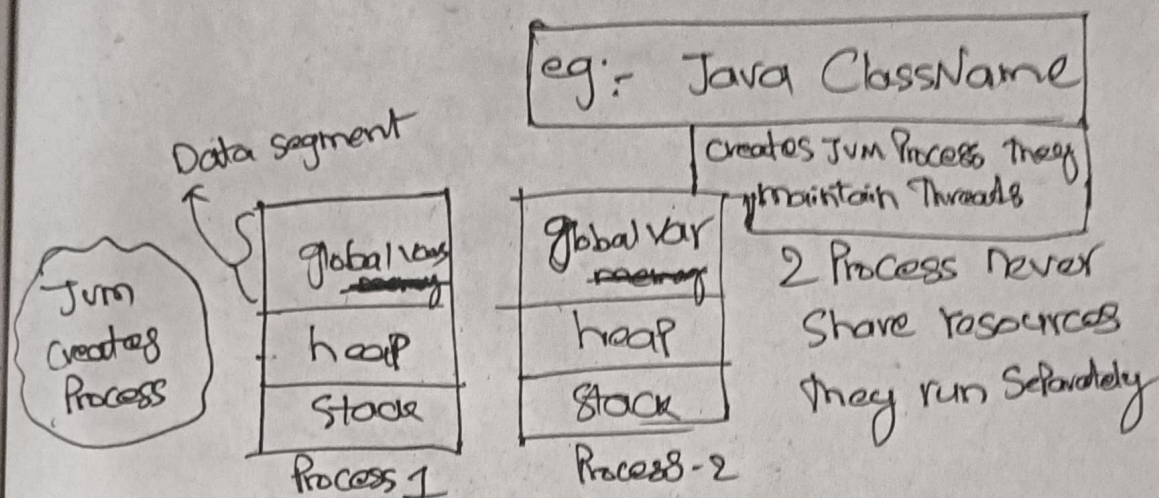 eg:- Java ClassName
creates JVM Process they
maintain Threads
Data segment
Jvm
creates
Process
global vars
heap
Stack
Process 1
global var
heap
Stack
Process-2
2 Process never
Share resources
they run Separately